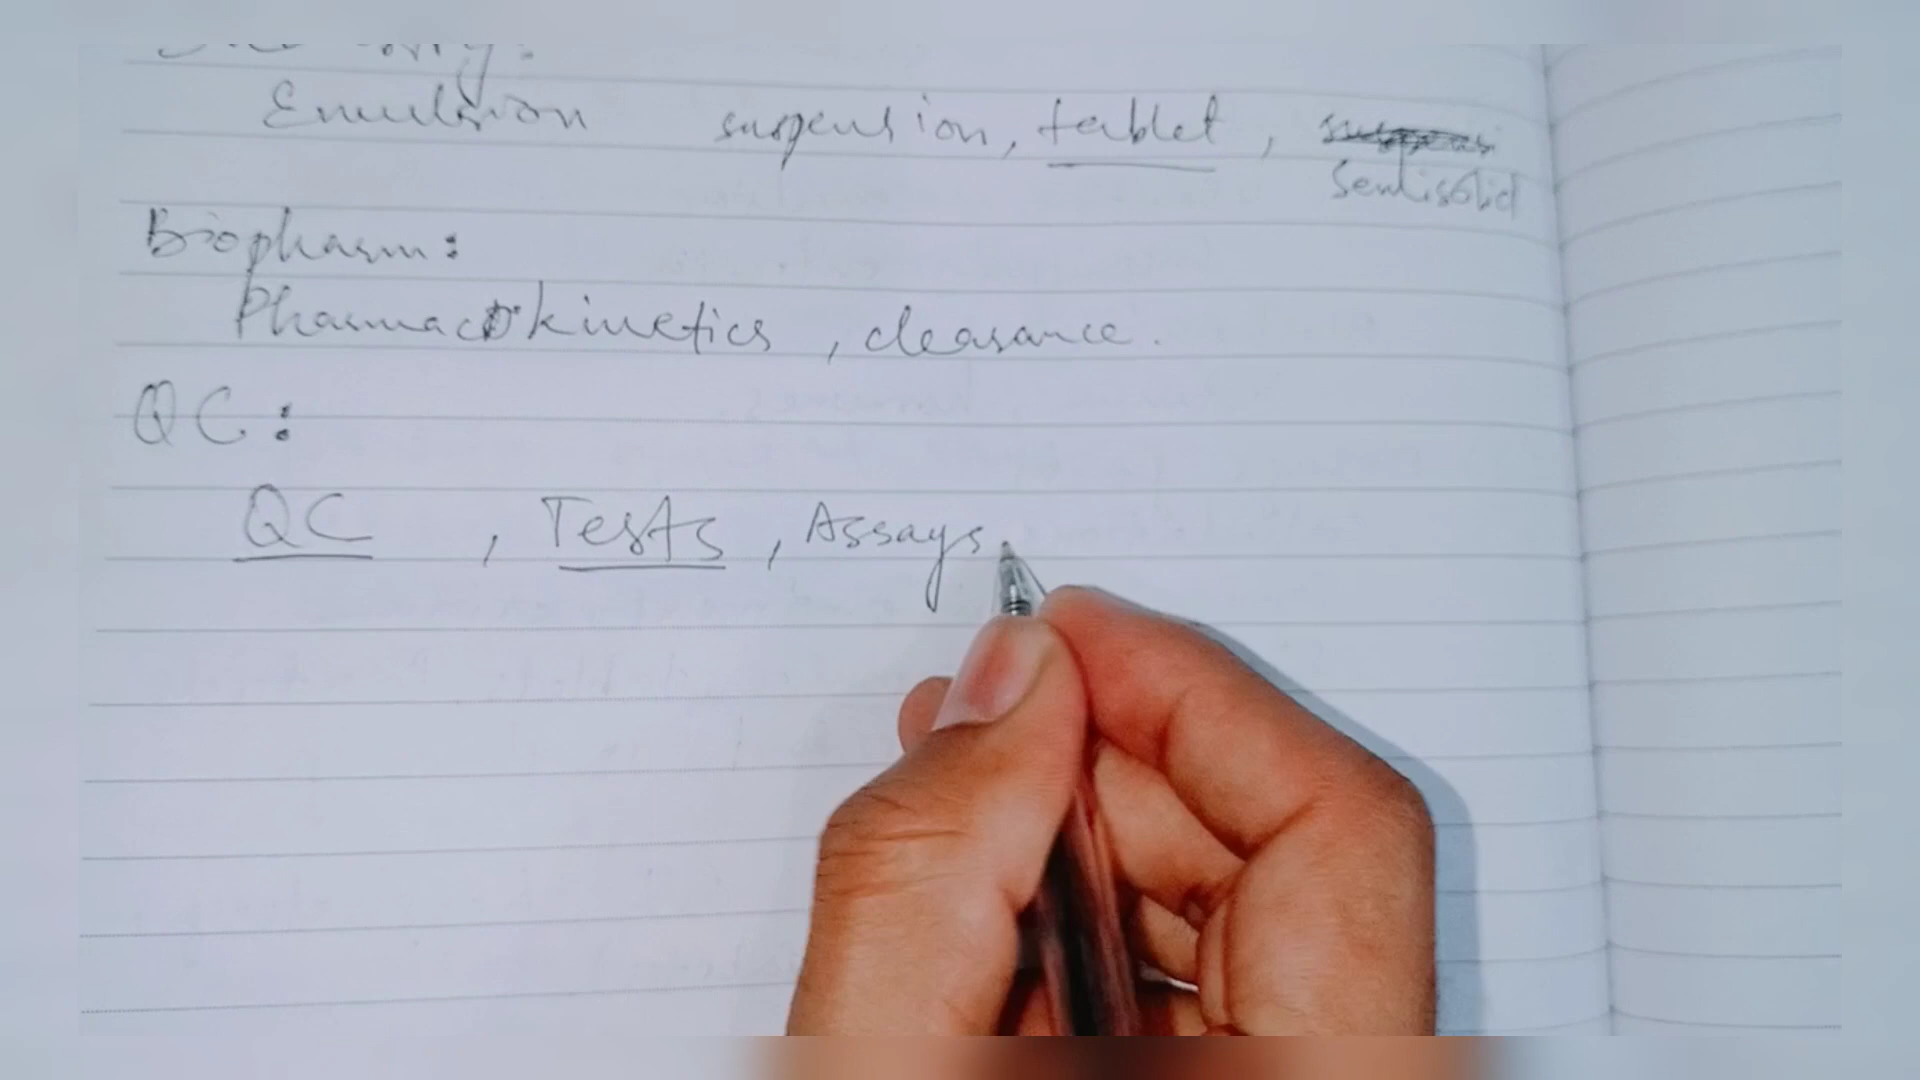 Emulsion suspension, tablet,
Semisolid
Biopharm:
Pharmacokinetics, clearance.
QC:
QC, Tests, Assays